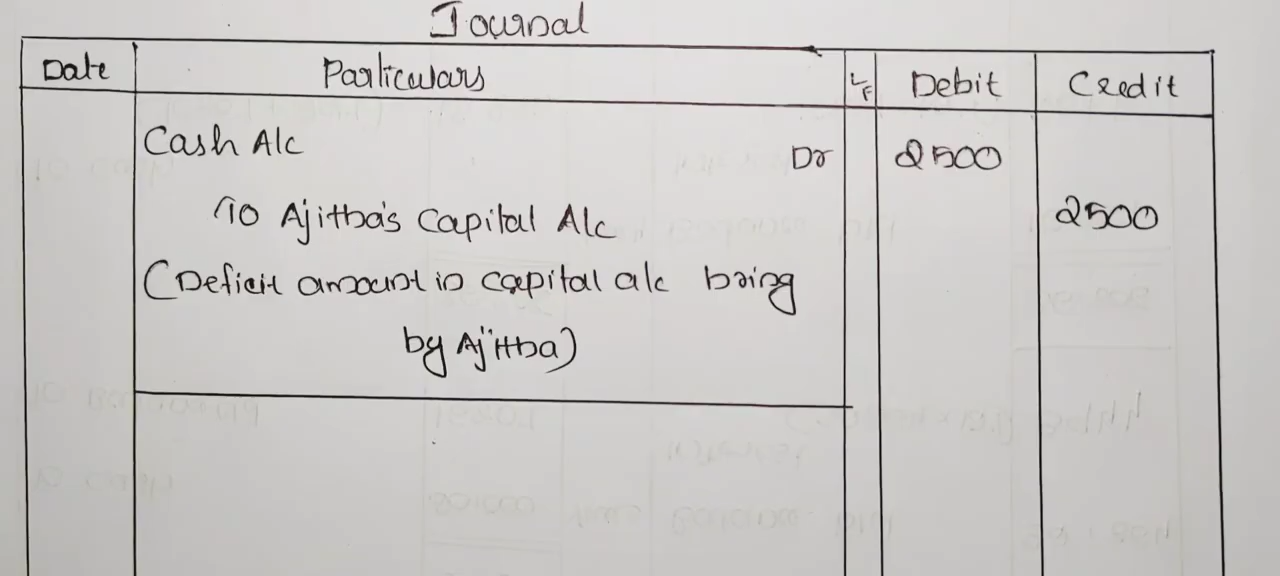 Journal
Date Particulars LF Debit Credit
Cash A/c Dr 2500
To Ajitha's Capital A/c 2500
(Deficit amount in capital a/c bring
by Ajitha)